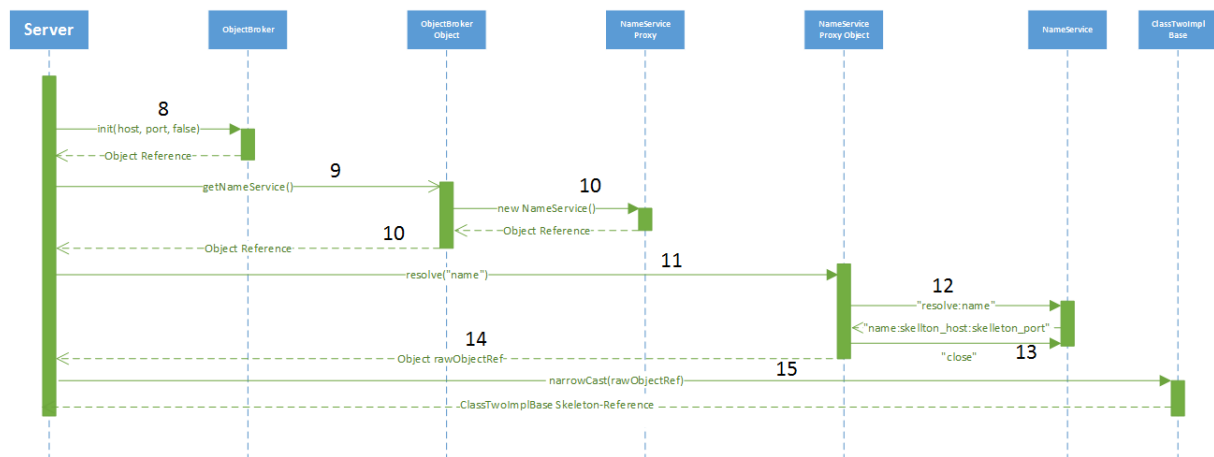 Server
ObjectBroker
ObjectBroker
Object
NameService
Proxy
NameService
Proxy Object
NameService
ClassTwoImpl
Base
8
init(host, port, false)
Object Reference
9
getNameService()
10
new NameService()
Object Reference
10
Object Reference
11
resolve("name")
12
"resolve:name"
"name:skellton_host:skelleton_port"
14
Object rawObjectRef
"close"
13
15
narrowCast(rawObjectRef)
ClassTwoImplBase Skeleton-Reference